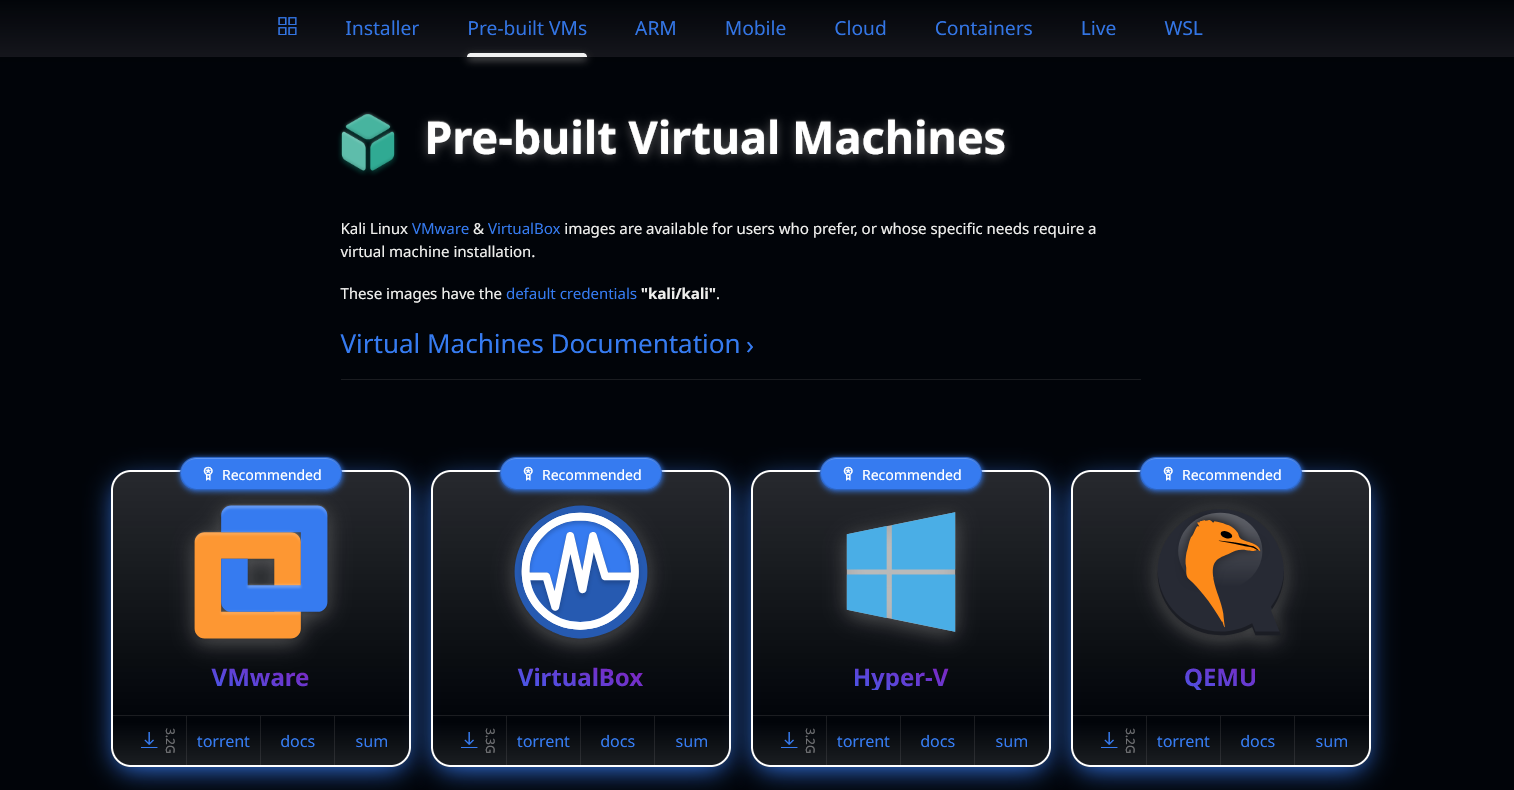 Installer Pre-built VMs ARM Mobile Cloud Containers Live WSL
Pre-built Virtual Machines
Kali Linux VMware & VirtualBox images are available for users who prefer, or whose specific needs require a
virtual machine installation.
These images have the default credentials "kali/kali".
Virtual Machines Documentation ›
Recommended Recommended Recommended Recommended
VMware VirtualBox Hyper-V QEMU
3.2G torrent docs sum 3.3G torrent docs sum 3.2G torrent docs sum 3.2G torrent docs sum